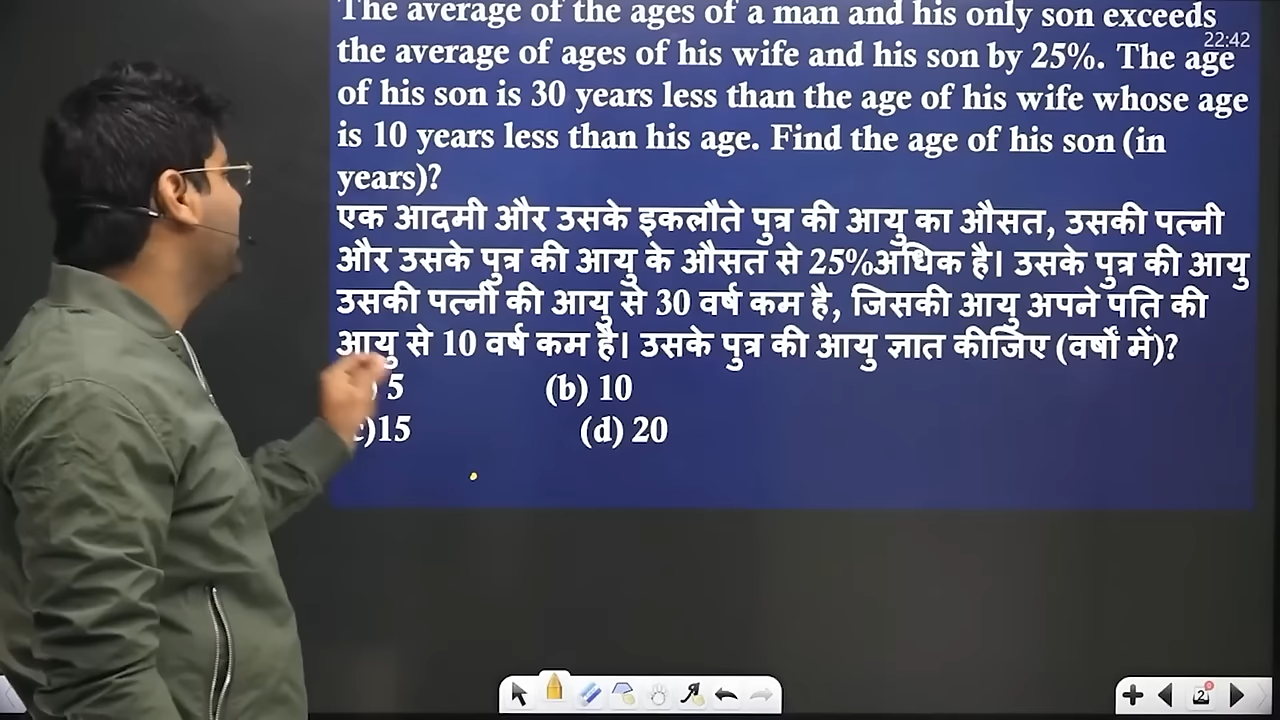 The average of the ages of a man and his only son exceeds
22:42
the average of ages of his wife and his son by 25%. The age
of his son is 30 years less than the age of his wife whose age
is 10 years less than his age. Find the age of his son (in
years)?
एक आदमी और उसके इकलौते पुत्र की आयु का औसत, उसकी पत्नी
और उसके पुत्र की आयु के औसत से 25%अधिक है। उसके पुत्र की आयु
उसकी पत्नी की आयु से 30 वर्ष कम है, जिसकी आयु अपने पति की
आयु से 10 वर्ष कम है। उसके पुत्र की आयु ज्ञात कीजिए (वर्षों में)?
) 5 (b) 10
c)15 (d) 20
2